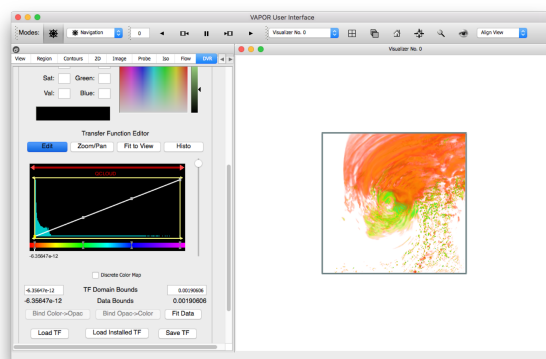 VAPOR User Interface
Modes: Navigation 0 Visualizer No. 0 Align View
Visualizer No. 0
View Region Contours 2D Image Probe Iso Flow DVR
Sat: Green:
Val: Blue:
Transfer Function Editor
Edit Zoom/Pan Fit to View Histo
QCLOUD
-6.35647e-12
Discrete Color Map
-6.35647e-12 TF Domain Bounds 0.00190606
-6.35647e-12 Data Bounds 0.00190606
Bind Color->Opac Bind Opac->Color Fit Data
Load TF Load Installed TF Save TF